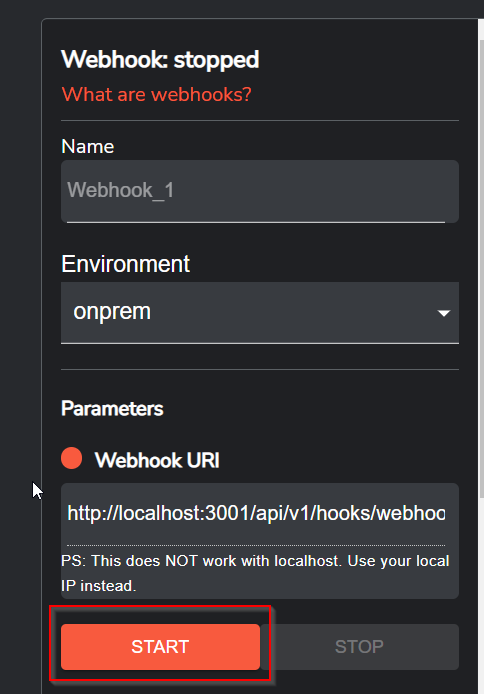 Webhook: stopped
What are webhooks?
Name
Webhook_1
Environment
onprem
Parameters
Webhook URI
http://localhost:3001/api/v1/hooks/webhoo
PS: This does NOT work with localhost. Use your local
IP instead.
START
STOP